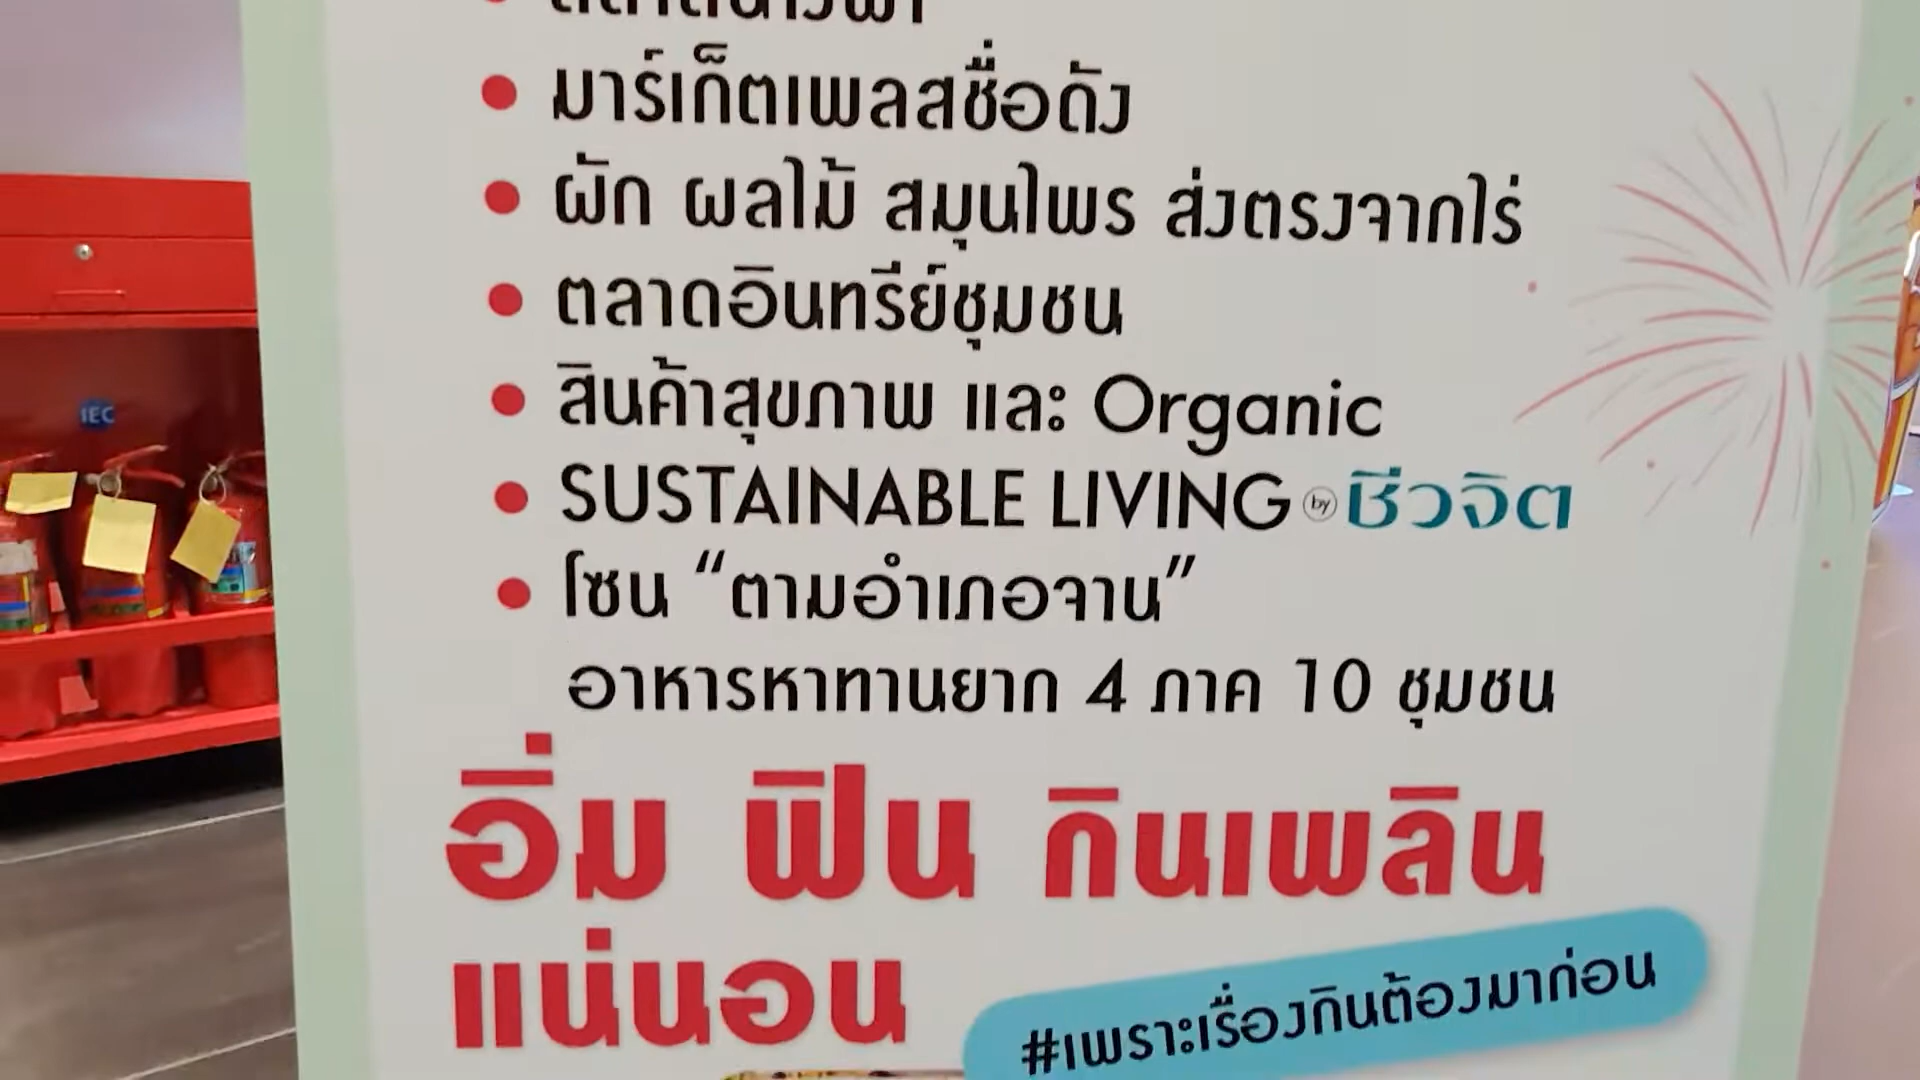 มาร์เก็ตเพลสชื่อดัง
ผัก ผลไม้ สมุนไพร ส่งตรงจากไร่
ตลาดอินทรีย์ชุมชน
สินค้าสุขภาพ และ Organic
SUSTAINABLE LIVING by ชีวจิต
โซน “ตามอำเภอจาน”
อาหารหาทานยาก 4 ภาค 10 ชุมชน
อิ่ม ฟิน กินเพลิน
แน่นอน
#เพราะเรื่องกินต้องมาก่อน
IEC